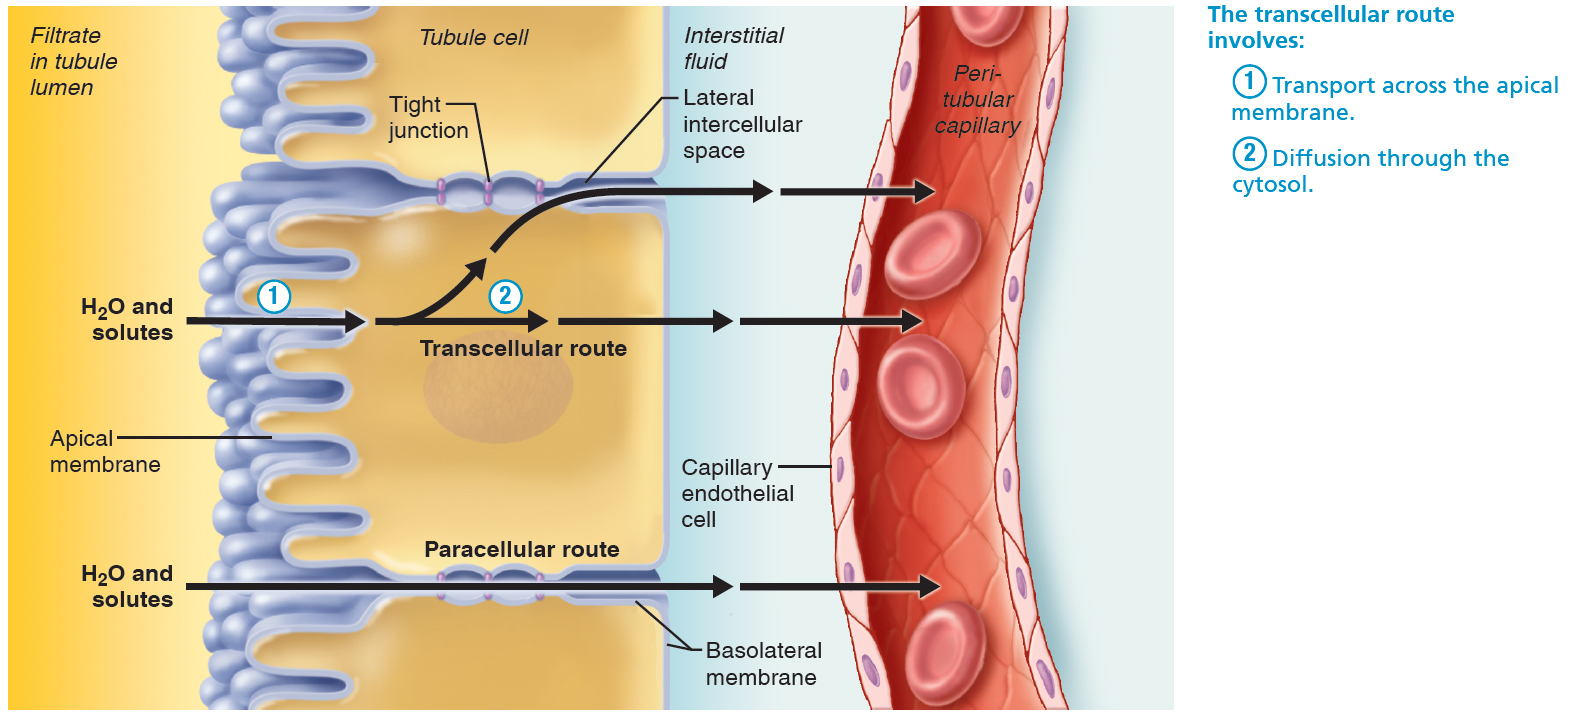 Filtrate
in tubule
lumen
Tubule cell
Interstitial
fluid
Tight
junction
Lateral
intercellular
space
Peri-
tubular
capillary
H₂O and
solutes
1
2
Transcellular route
Apical
membrane
Capillary
endothelial
cell
Paracellular route
H₂O and
solutes
Basolateral
membrane
The transcellular route
involves:
1 Transport across the apical
membrane.
2 Diffusion through the
cytosol.